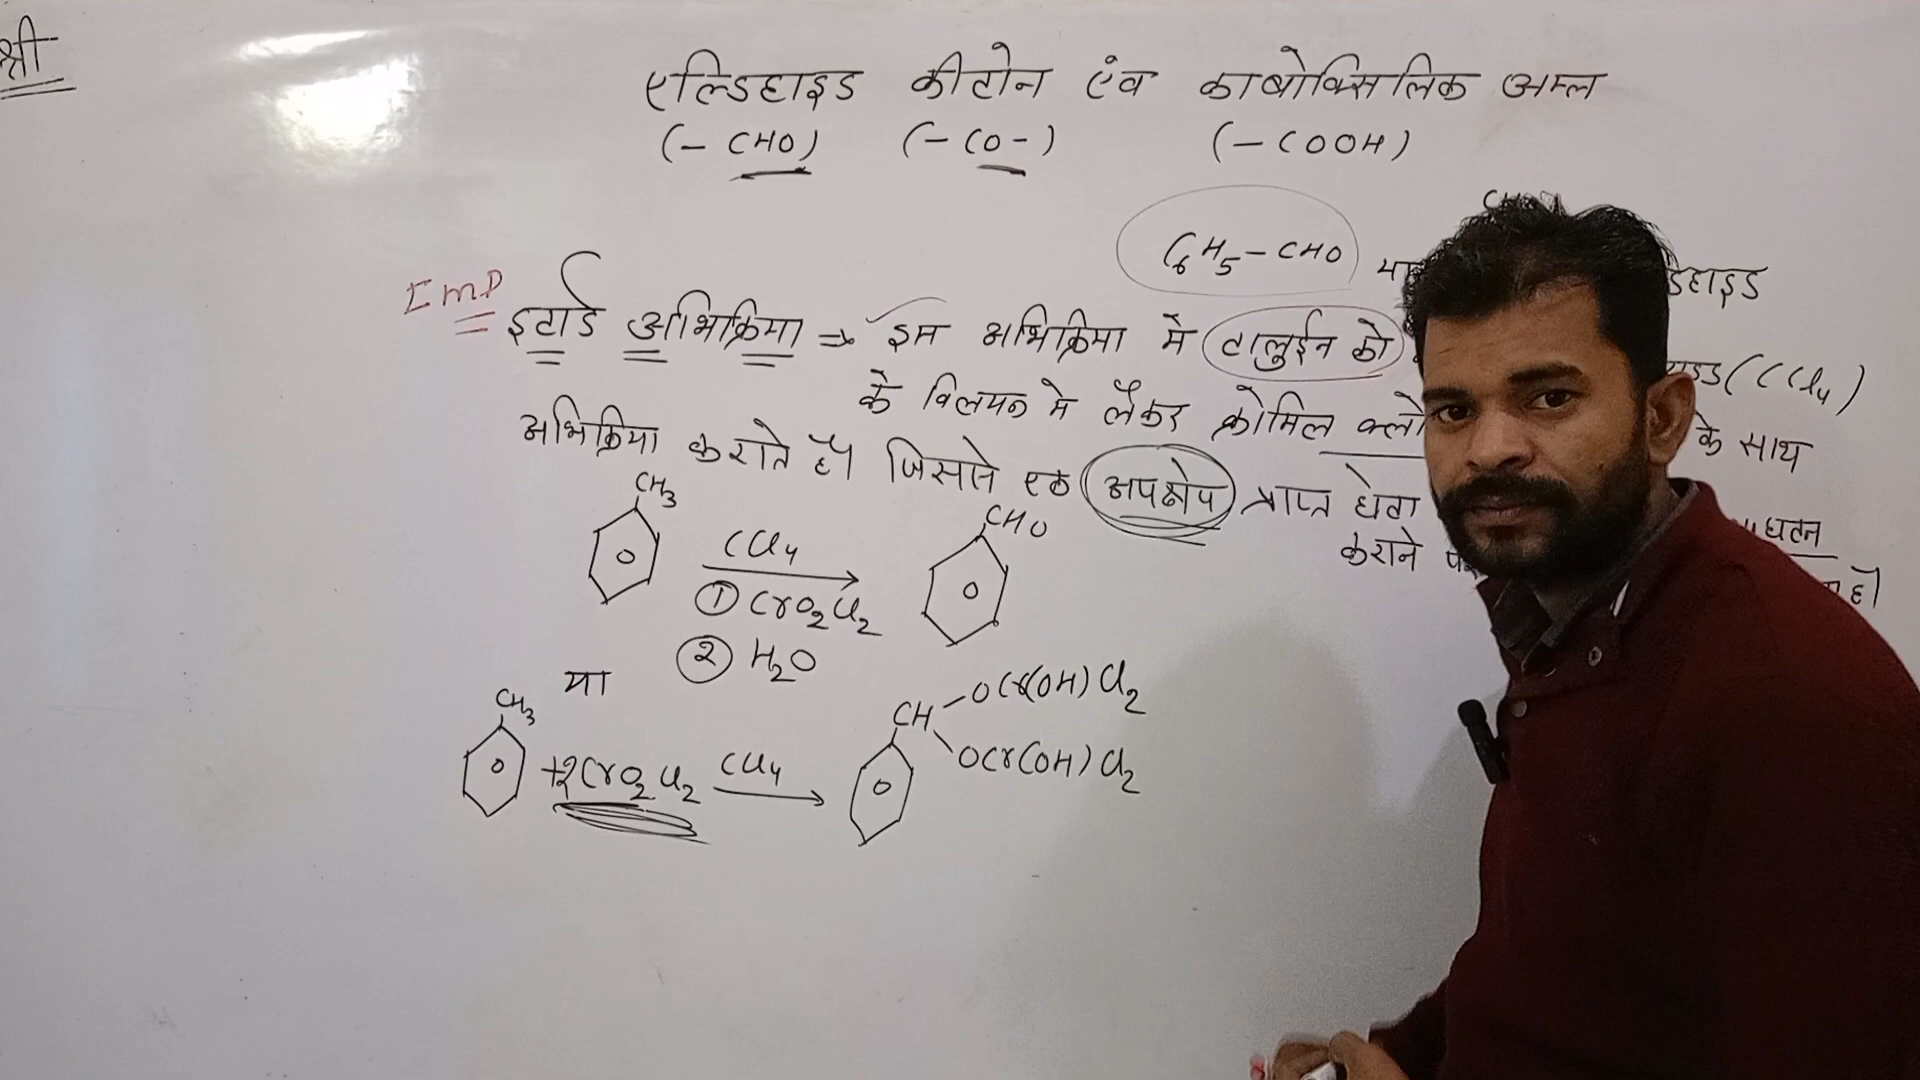 श्री
एल्डिहाइड कीटोन एंव कार्बोक्सिलिक अम्ल
(- CHO) (- CO -) (- COOH)
C6H5 - CHO
Imp
इटार्ड अभिक्रिया ⇒ इस अभिक्रिया मे टालुईन को (CCl4)
के विलयन मे लेकर क्रोमिल के साथ
अभिक्रिया कराते है। जिससे एक अपक्षेप प्राप्त होता
कराने
CH3 CCl4 CHO
① CrO2Cl2
② H2O
या
CH3 +2CrO2Cl2 CCl4 CH OCr(OH)Cl2
OCr(OH)Cl2